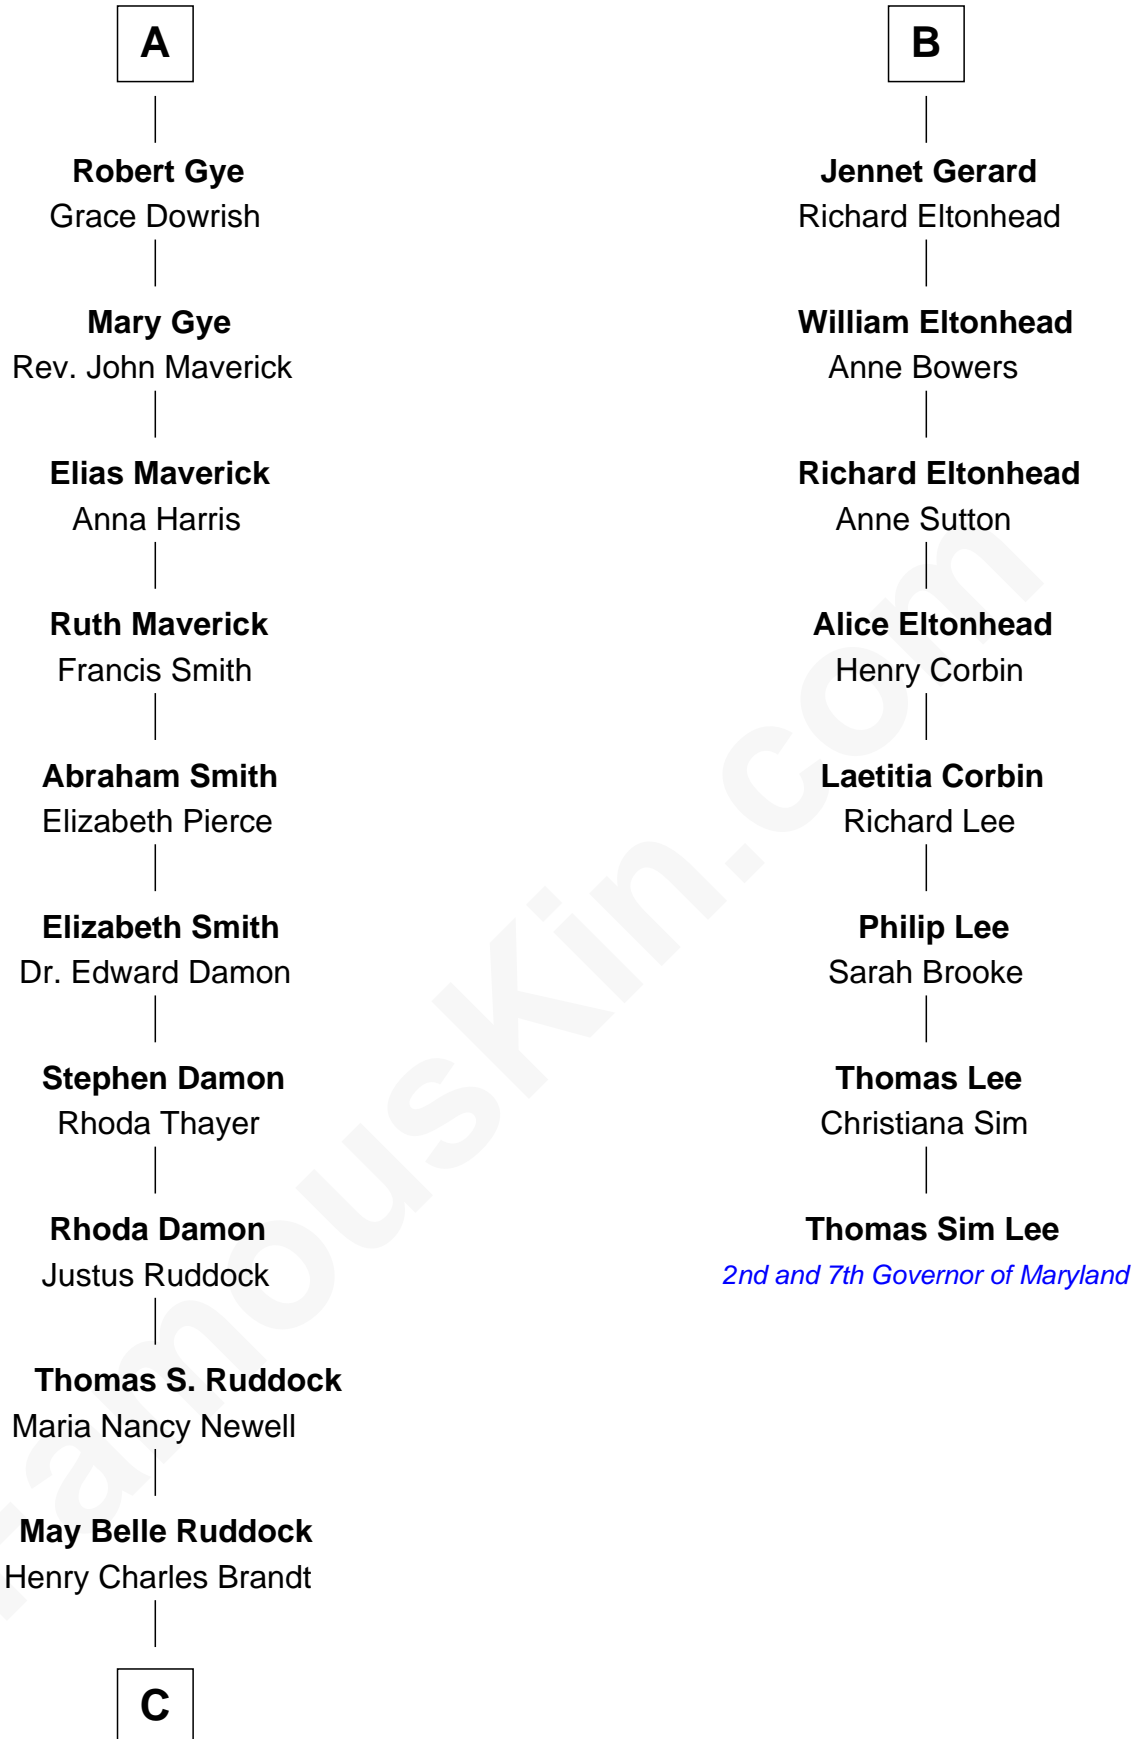 A
Robert Gye
Grace Dowrish
Mary Gye
Rev. John Maverick
Elias Maverick
Anna Harris
Ruth Maverick
Francis Smith
Abraham Smith
Elizabeth Pierce
Elizabeth Smith
Dr. Edward Damon
Stephen Damon
Rhoda Thayer
Rhoda Damon
Justus Ruddock
Thomas S. Ruddock
Maria Nancy Newell
May Belle Ruddock
Henry Charles Brandt
C
B
Jennet Gerard
Richard Eltonhead
William Eltonhead
Anne Bowers
Richard Eltonhead
Anne Sutton
Alice Eltonhead
Henry Corbin
Laetitia Corbin
Richard Lee
Philip Lee
Sarah Brooke
Thomas Lee
Christiana Sim
Thomas Sim Lee
2nd and 7th Governor of Maryland
FamousKin.com